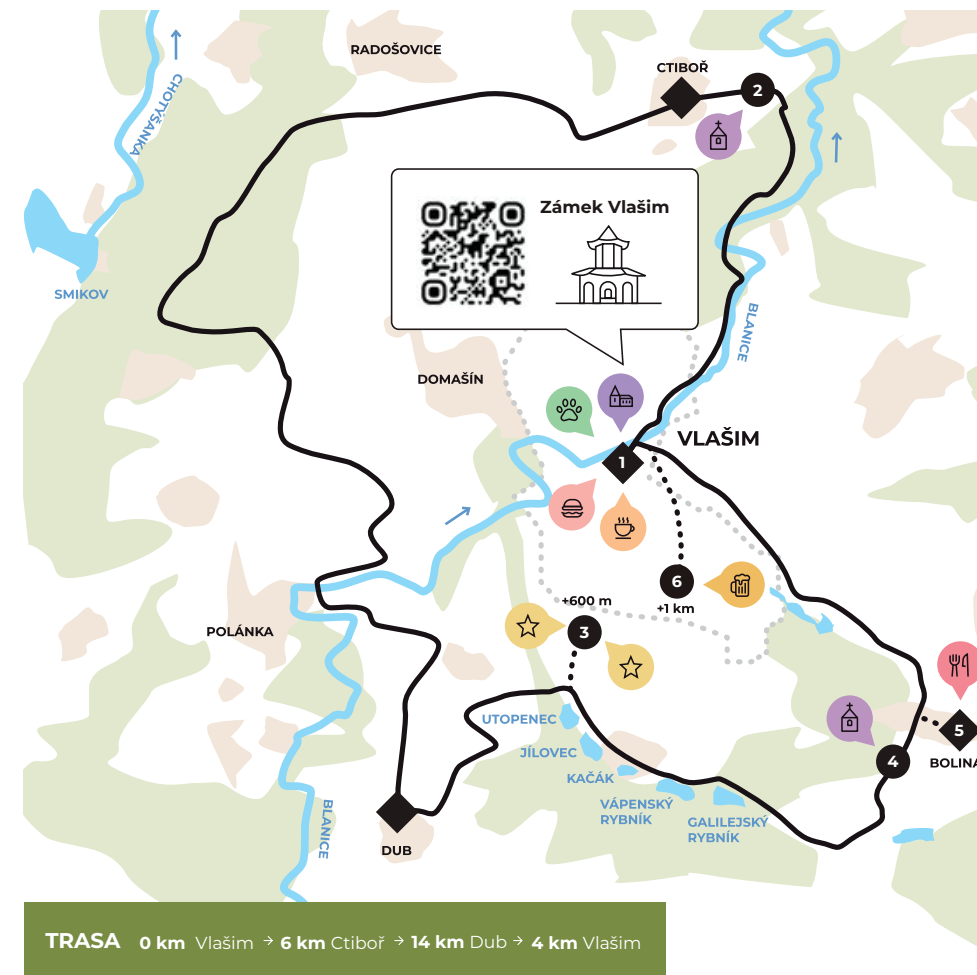 RADOŠOVICE
CTIBOŘ
2
CHOTÝŠANKA
Zámek Vlašim
SMIKOV
BLANICE
DOMAŠÍN
VLAŠIM
1
6
+1 km
+600 m
3
POLÁNKA
UTOPENEC
JÍLOVEC
KAČÁK
VÁPENSKÝ
RYBNÍK
GALILEJSKÝ
RYBNÍK
5
4
BOLINA
BLANICE
DUB
TRASA 0 km Vlašim → 6 km Ctiboř → 14 km Dub → 4 km Vlašim